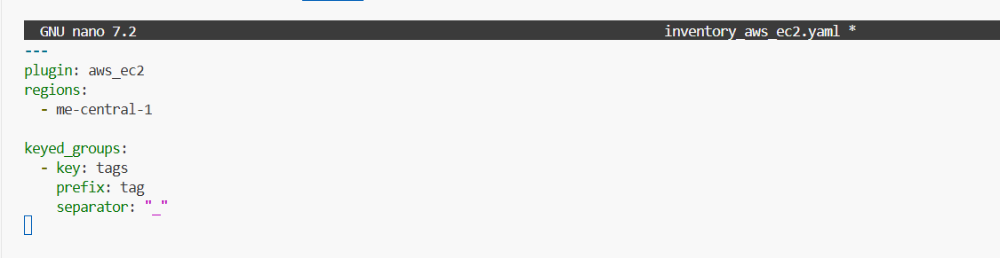 GNU nano 7.2 inventory_aws_ec2.yaml *
---
plugin: aws_ec2
regions:
  - me-central-1

keyed_groups:
  - key: tags
    prefix: tag
    separator: "_"